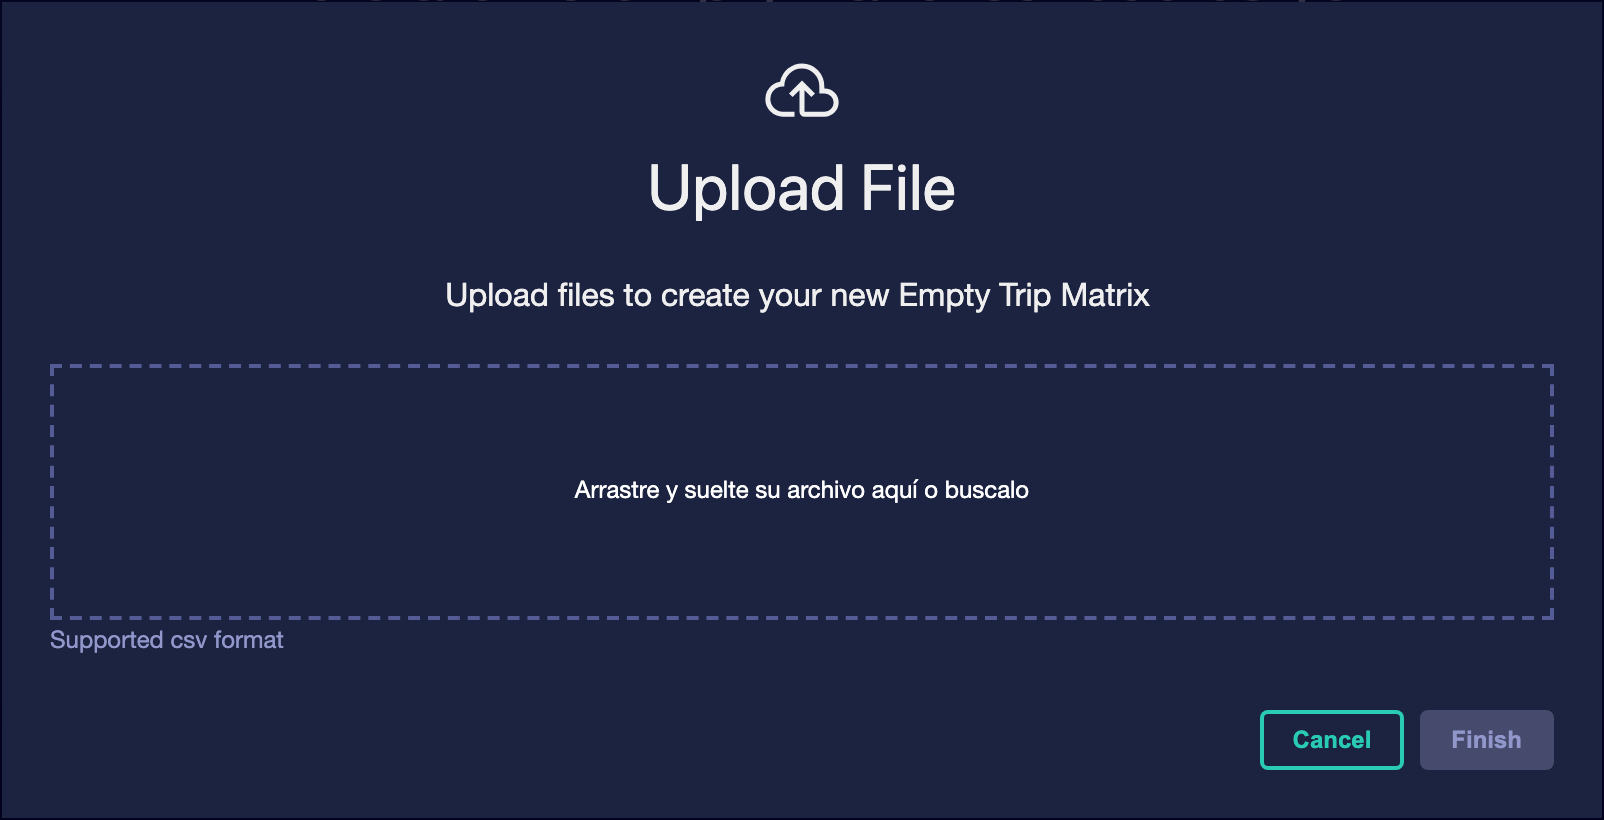 Upload File
Upload files to create your new Empty Trip Matrix
Arrastre y suelte su archivo aquí o buscalo
Supported csv format
Cancel
Finish